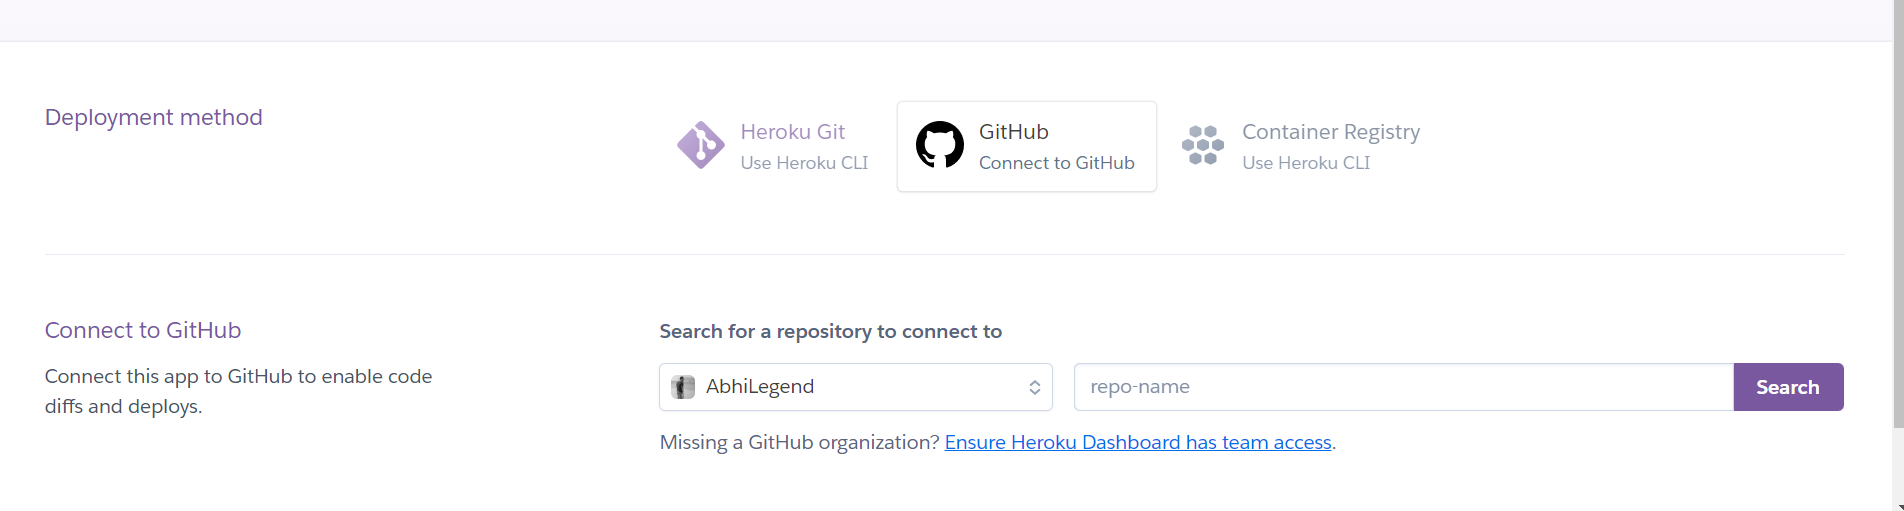 Deployment method
Heroku Git
Use Heroku CLI
GitHub
Connect to GitHub
Container Registry
Use Heroku CLI
Connect to GitHub
Connect this app to GitHub to enable code
diffs and deploys.
Search for a repository to connect to
AbhiLegend
repo-name
Search
Missing a GitHub organization? Ensure Heroku Dashboard has team access.